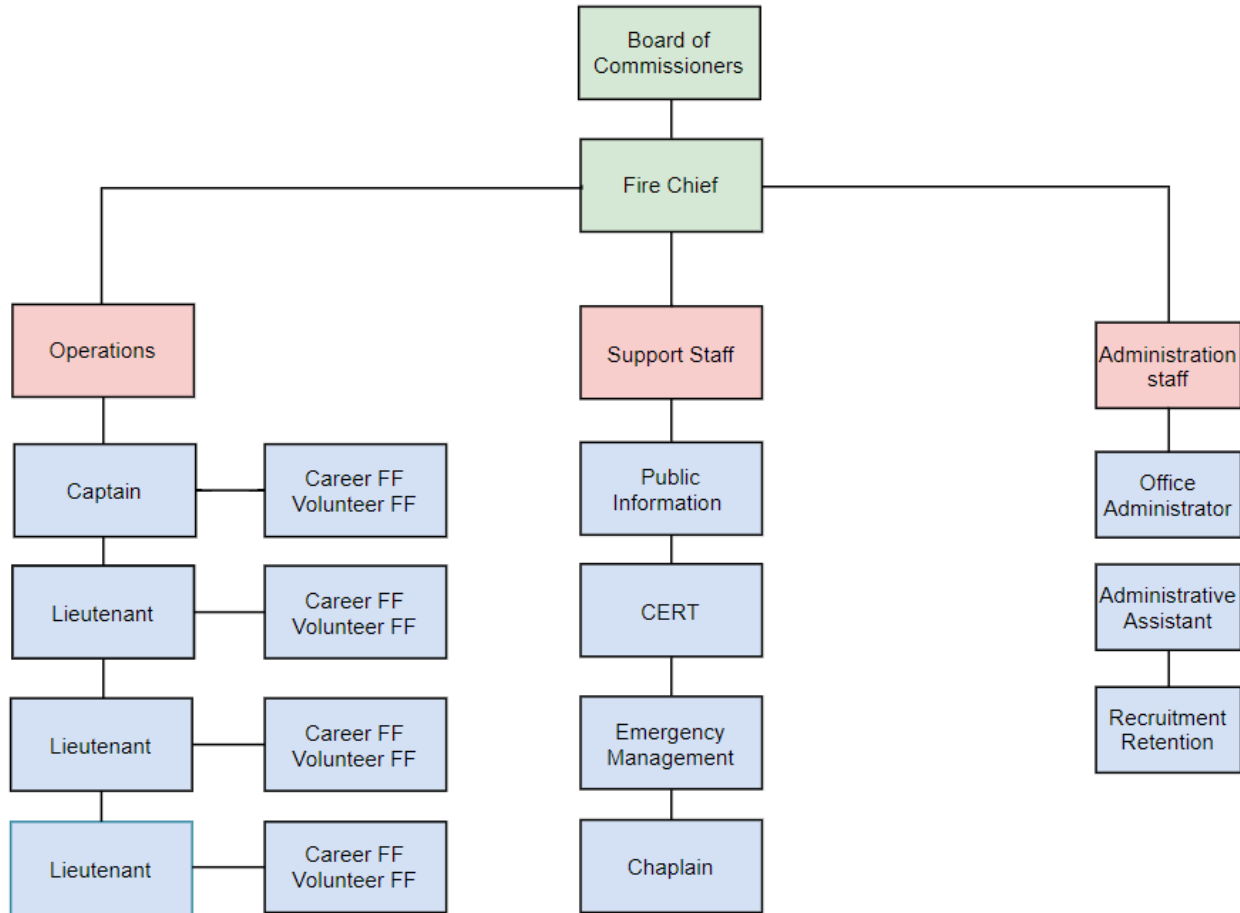 Board of
Commissioners
Fire Chief
Operations
Captain
Career FF
Volunteer FF
Lieutenant
Career FF
Volunteer FF
Lieutenant
Career FF
Volunteer FF
Lieutenant
Career FF
Volunteer FF
Support Staff
Public
Information
CERT
Emergency
Management
Chaplain
Administration
staff
Office
Administrator
Administrative
Assistant
Recruitment
Retention